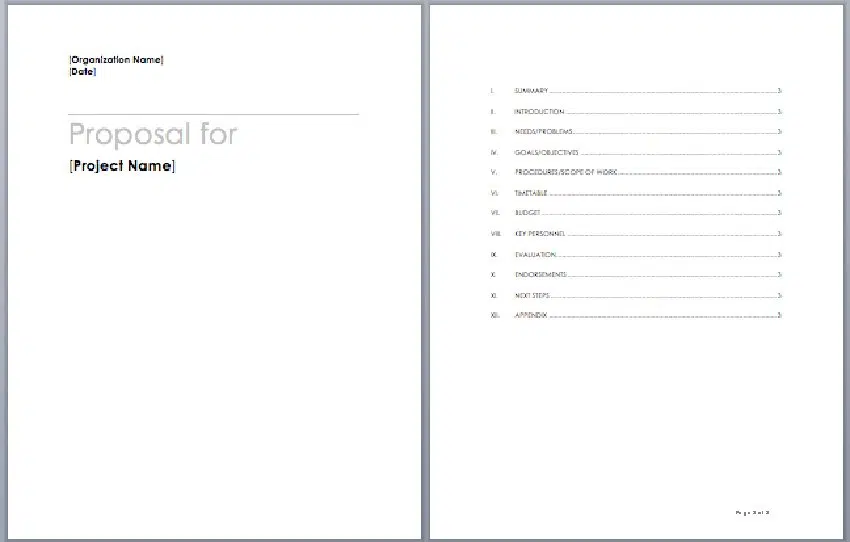 [Organization Name]
[Date]
Proposal for
[Project Name]
I. SUMMARY 3
II. INTRODUCTION 3
III. NEEDS/PROBLEMS 3
IV. GOALS/OBJECTIVES 3
V. PROCEDURES/SCOPE OF WORK 3
VI. TIMETABLE 3
VII. BUDGET 3
VIII. KEY PERSONNEL 3
IX. EVALUATION 3
X. ENDORSEMENTS 3
XI. NEXT STEPS 3
XII. APPENDIX 3
Page 2 of 2